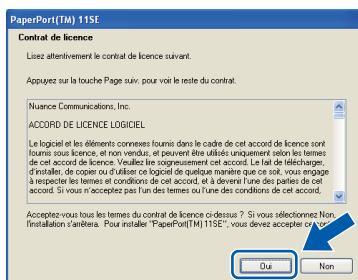 PaperPort(TM) 11SE
Contrat de licence
Lisez attentivement le contrat de licence suivant.
Appuyez sur la touche Page suiv. pour voir le reste du contrat.
Nuance Communications, Inc.
ACCORD DE LICENCE LOGICIEL
Le logiciel et les éléments connexes fournis dans le cadre de cet accord de licence sont
fournis sous licence, et non vendus, et peuvent être utilisés uniquement selon les termes
de cet accord de licence. Veuillez lire soigneusement cet accord. Le fait de télécharger,
d'installer, de copier ou d'utiliser ce logiciel de quelque manière que ce soit, vous engage
à respecter les termes et conditions de cet accord, et à devenir l'une des parties de cet
accord. Si vous n'acceptez pas l'un des termes ou l'une des conditions de cet accord,
Acceptez-vous tous les termes du contrat de licence ci-dessus ? Si vous sélectionnez Non,
l'installation s'arrêtera. Pour installer "PaperPort(TM) 11SE", vous devez accepter ce
Oui
Non